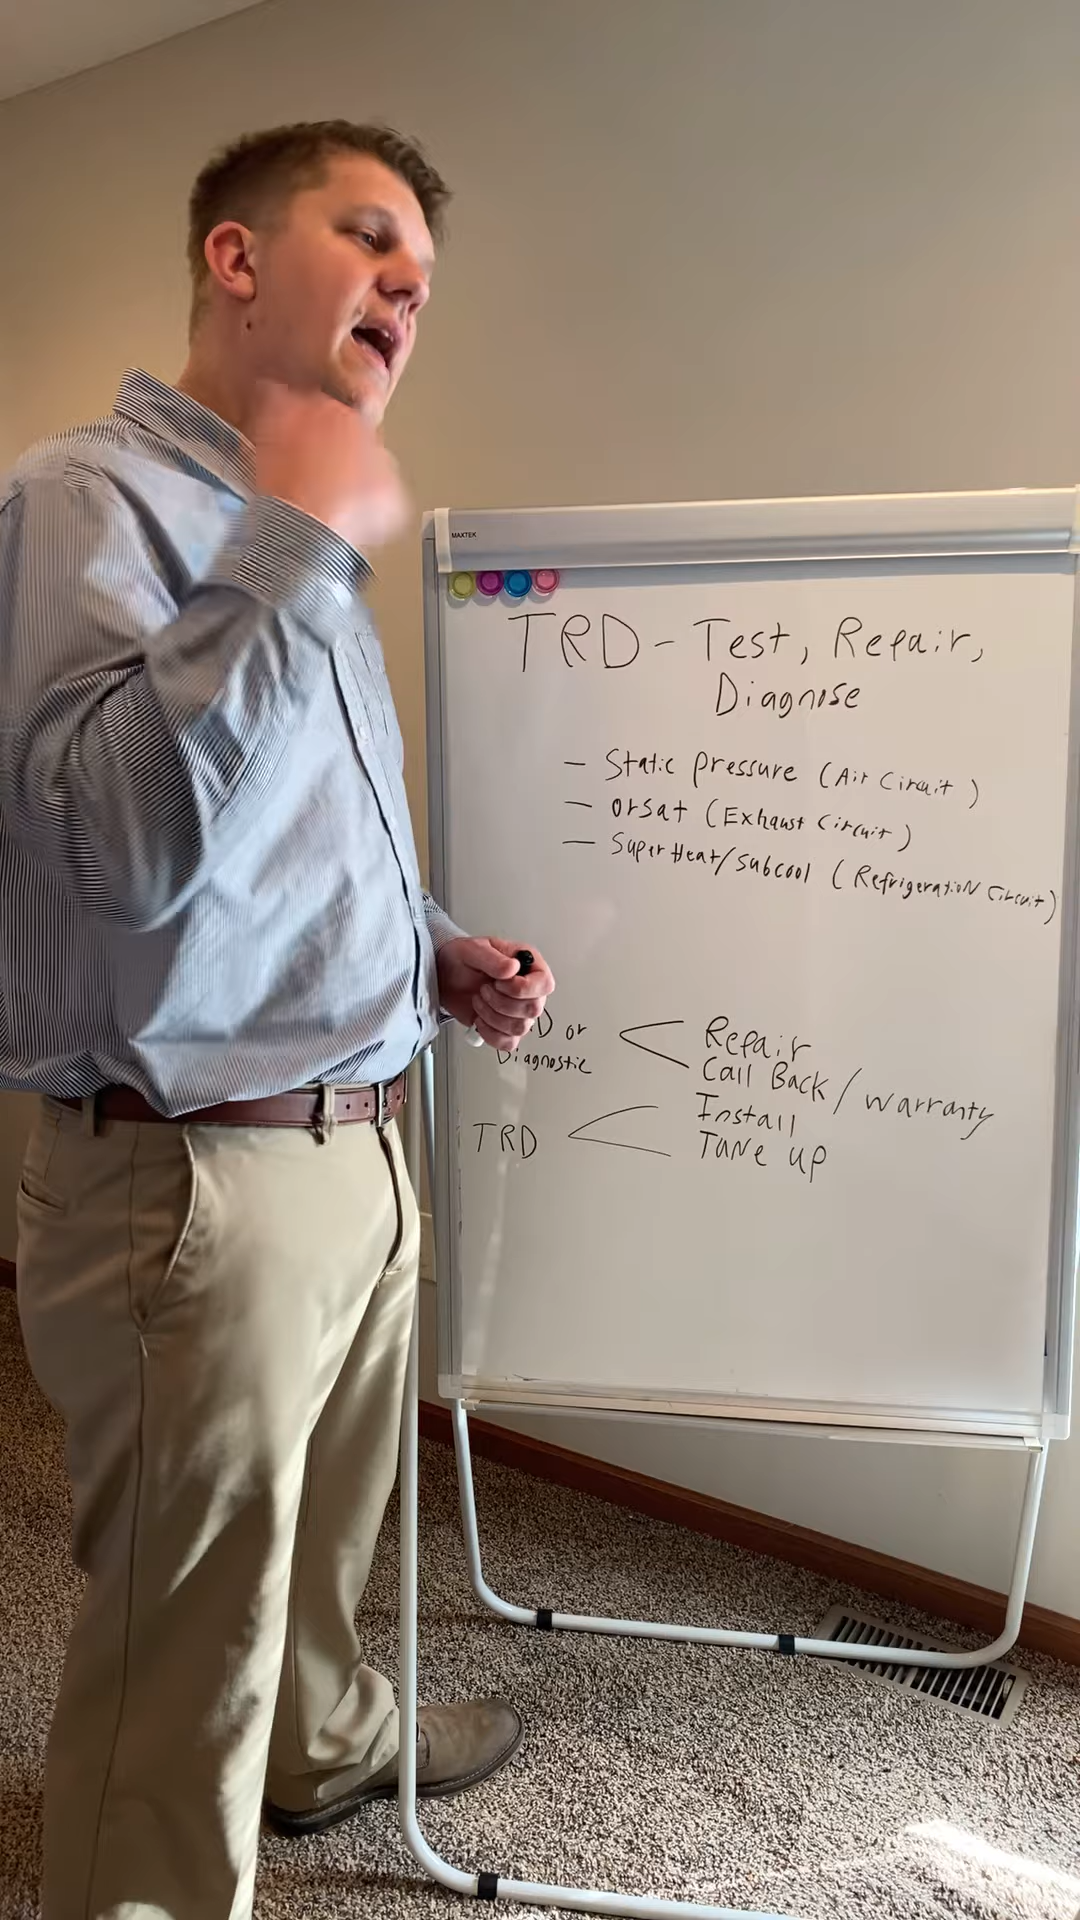 MAXTEK
TRD - Test, Repair,
Diagnose
- Static pressure (Air Circuit)
- Orsat (Exhaust Circuit)
- Super Heat/Subcool (Refrigeration Circuit)
D or
Diagnostic
Repair
Call Back / Warranty
TRD
Install
Tune up